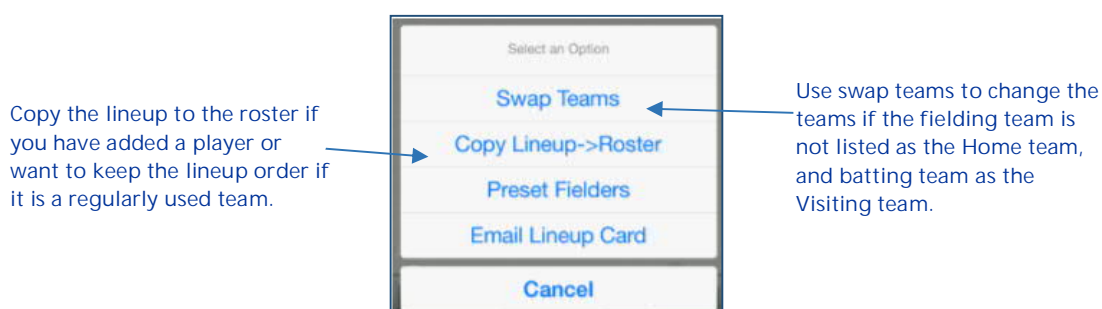 Copy the lineup to the roster if
you have added a player or
want to keep the lineup order if
it is a regularly used team.
Select an Option
Swap Teams
Copy Lineup->Roster
Preset Fielders
Email Lineup Card
Cancel
Use swap teams to change the
teams if the fielding team is
not listed as the Home team,
and batting team as the
Visiting team.